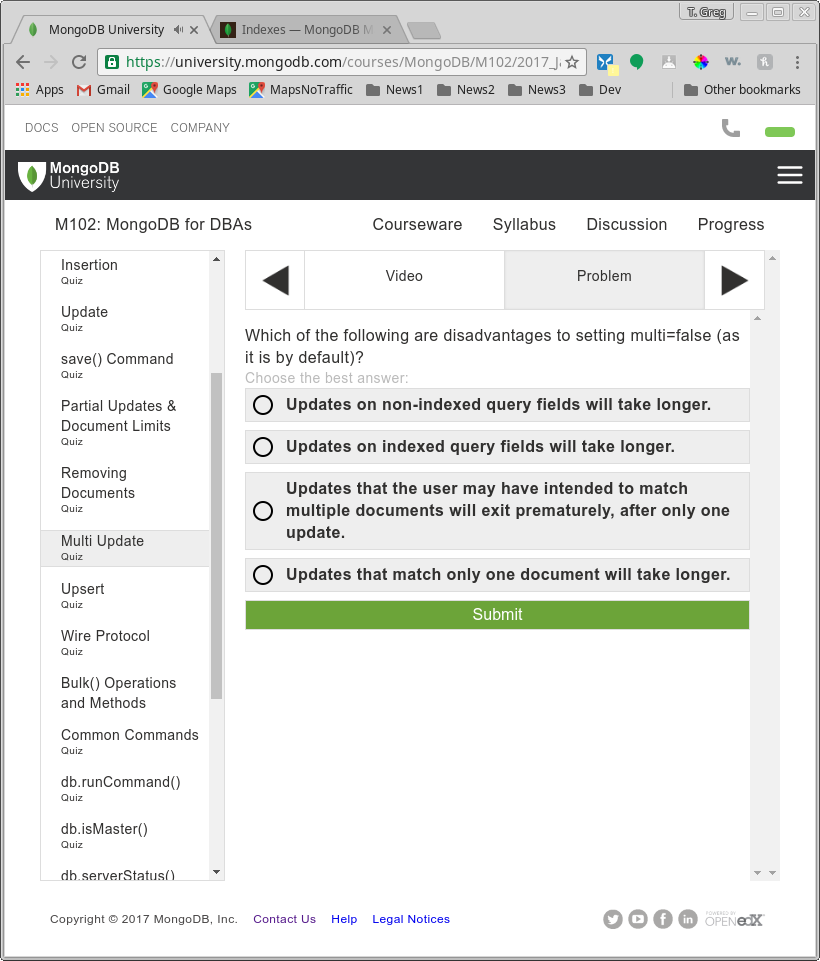 T. Greg
MongoDB University
Indexes — MongoDB M
https://university.mongodb.com/courses/MongoDB/M102/2017_J
Apps Gmail Google Maps MapsNoTraffic News1 News2 News3 Dev Other bookmarks
DOCS OPEN SOURCE COMPANY
MongoDB
University
M102: MongoDB for DBAs Courseware Syllabus Discussion Progress
Insertion
Quiz
Update
Quiz
save() Command
Quiz
Partial Updates &
Document Limits
Quiz
Removing
Documents
Quiz
Multi Update
Quiz
Upsert
Quiz
Wire Protocol
Quiz
Bulk() Operations
and Methods
Common Commands
Quiz
db.runCommand()
Quiz
db.isMaster()
Quiz
db.serverStatus()
Video Problem
Which of the following are disadvantages to setting multi=false (as
it is by default)?
Choose the best answer:
Updates on non-indexed query fields will take longer.
Updates on indexed query fields will take longer.
Updates that the user may have intended to match
multiple documents will exit prematurely, after only one
update.
Updates that match only one document will take longer.
Submit
Copyright © 2017 MongoDB, Inc. Contact Us Help Legal Notices
POWERED BY
OPEN edX